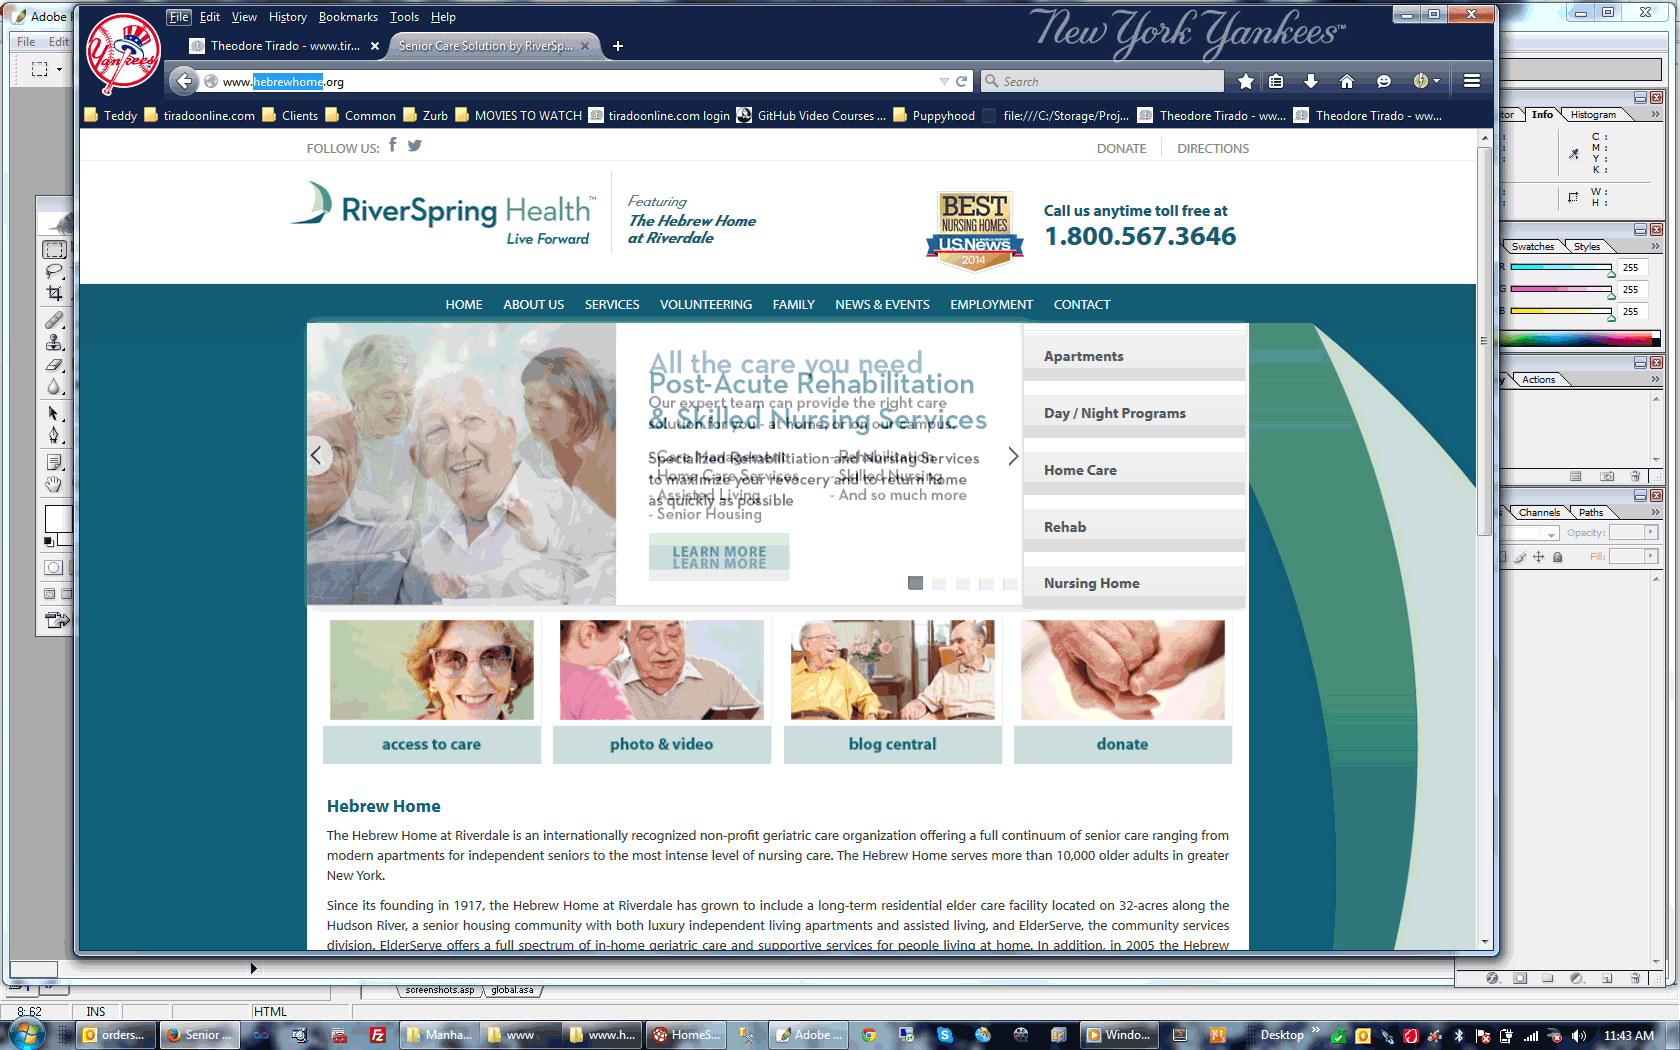 Adobe
File Edit
File Edit View History Bookmarks Tools Help
New York Yankees™
Yankees
Theodore Tirado - www.tir... Senior Care Solution by RiverSp...
www.hebrewhome.org
Search
Teddy tiradoonline.com Clients Common Zurb MOVIES TO WATCH tiradoonline.com login GitHub Video Courses ... Puppyhood file:///C:/Storage/Proj... Theodore Tirado - ww... Theodore Tirado - ww...
FOLLOW US:
DONATE DIRECTIONS
RiverSpring Health™
Live Forward
Featuring
The Hebrew Home
at Riverdale
BEST
NURSING HOMES
U.S.News
2014
Call us anytime toll free at
1.800.567.3646
HOME ABOUT US SERVICES VOLUNTEERING FAMILY NEWS & EVENTS EMPLOYMENT CONTACT
All the care you need
Post-Acute Rehabilitation
Our expert team can provide the right care
& Skilled Nursing Services
solution for you - at home, or on our campus.
Specialized Rehabilitiation and Nursing Services
- Care Management - Rehabilitation
- Home Care Services - Skilled Nursing
to maximize your revocery and to return home
- Assisted Living - And so much more
as quickly as possible
- Senior Housing
LEARN MORE
LEARN MORE
Apartments
Day / Night Programs
Home Care
Rehab
Nursing Home
access to care photo & video blog central donate
Hebrew Home
The Hebrew Home at Riverdale is an internationally recognized non-profit geriatric care organization offering a full continuum of senior care ranging from
modern apartments for independent seniors to the most intense level of nursing care. The Hebrew Home serves more than 10,000 older adults in greater
New York.
Since its founding in 1917, the Hebrew Home at Riverdale has grown to include a long-term residential elder care facility located on 32-acres along the
Hudson River, a senior housing community with both luxury independent living apartments and assisted living, and ElderServe, the community services
division. ElderServe offers a full spectrum of in-home geriatric care and supportive services for people living at home. In addition, in 2005 the Hebrew
Info Histogram
C :
M :
Y :
K :
W :
H :
Swatches Styles
R 255
G 255
B 255
Actions
Channels Paths
Opacity:
Fill:
screenshots.asp global.asa
8: 62 INS HTML
orders... Senior ... Manha... www www.h... HomeS... Adobe ... Windo... Desktop » 11:43 AM